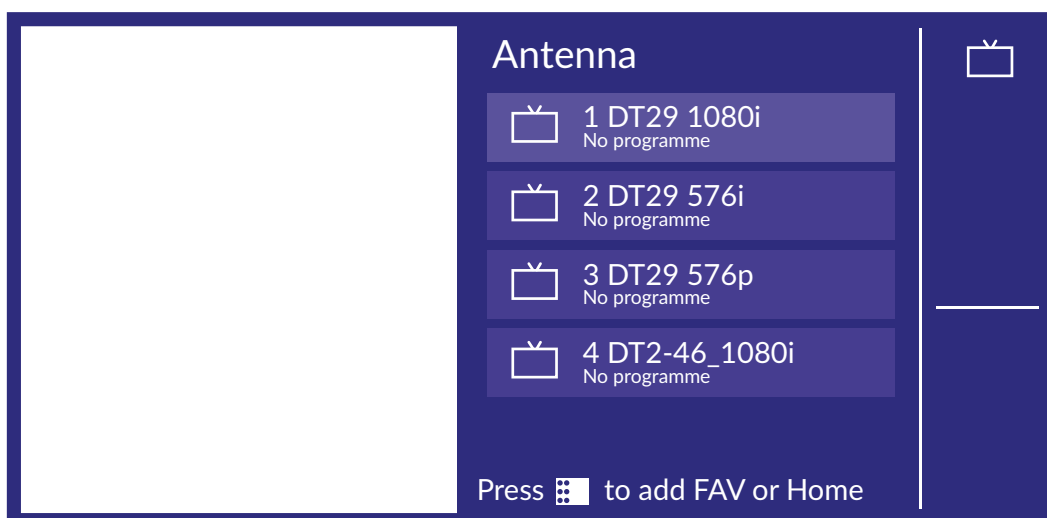 Antenna
1 DT29 1080i
No programme
2 DT29 576i
No programme
3 DT29 576p
No programme
4 DT2-46_1080i
No programme
Press to add FAV or Home